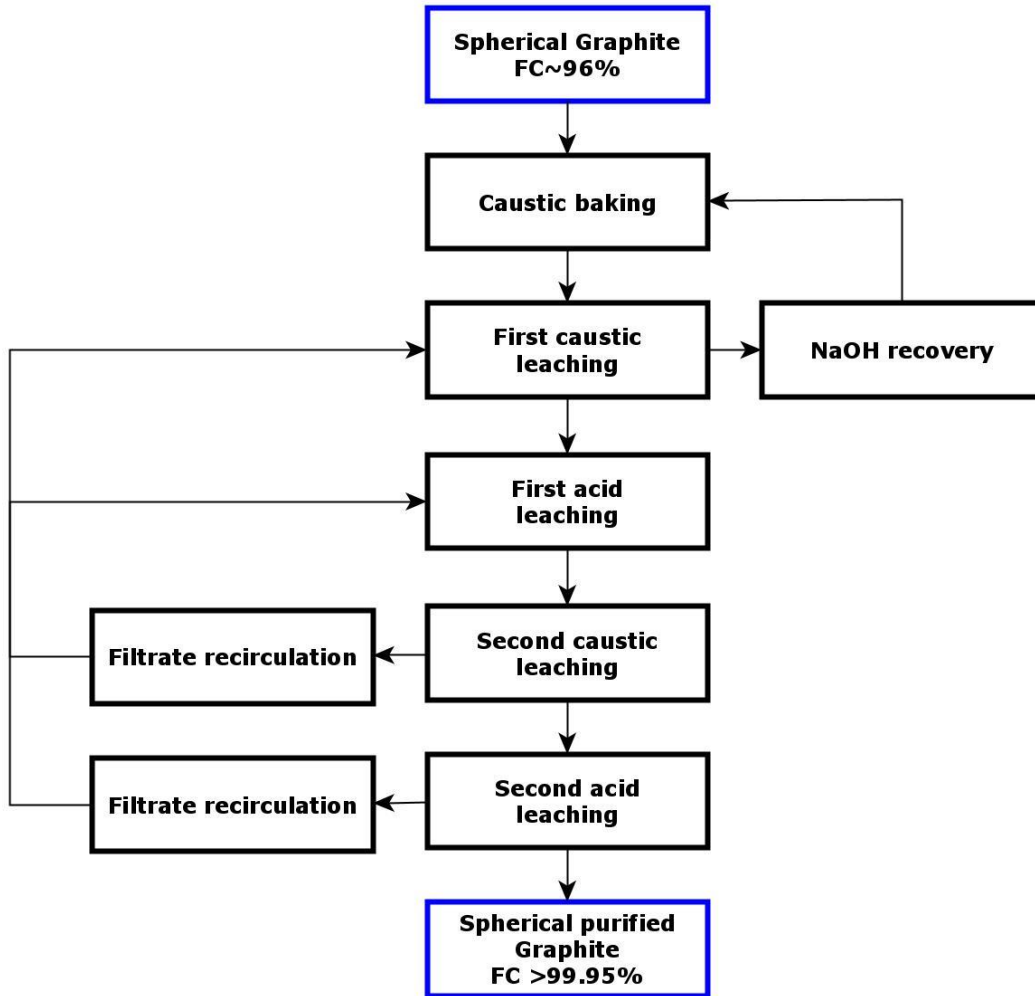 Spherical Graphite
FC~96%
Caustic baking
First caustic
leaching
NaOH recovery
First acid
leaching
Second caustic
leaching
Filtrate recirculation
Second acid
leaching
Filtrate recirculation
Spherical purified
Graphite
FC >99.95%